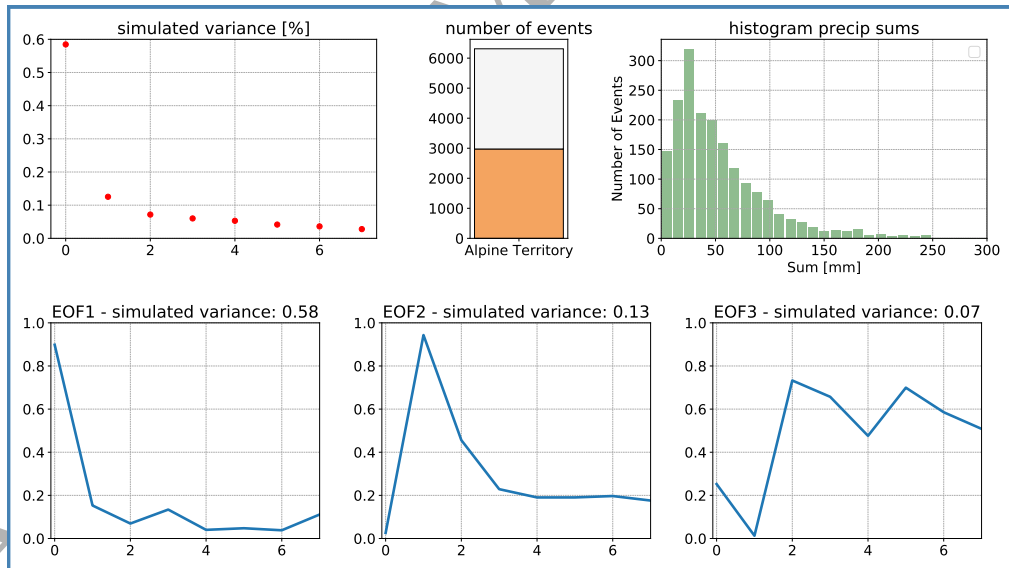 simulated variance [%]
0.6
0.5
0.4
0.3
0.2
0.1
0.0
0 2 4 6
number of events
6000
5000
4000
3000
2000
1000
0
Alpine Territory
histogram precip sums
Number of Events
300
250
200
150
100
50
0
0 50 100 150 200 250 300
Sum [mm]
EOF1 - simulated variance: 0.58
1.0
0.8
0.6
0.4
0.2
0.0
0 2 4 6
EOF2 - simulated variance: 0.13
1.0
0.8
0.6
0.4
0.2
0.0
0 2 4 6
EOF3 - simulated variance: 0.07
1.0
0.8
0.6
0.4
0.2
0.0
0 2 4 6